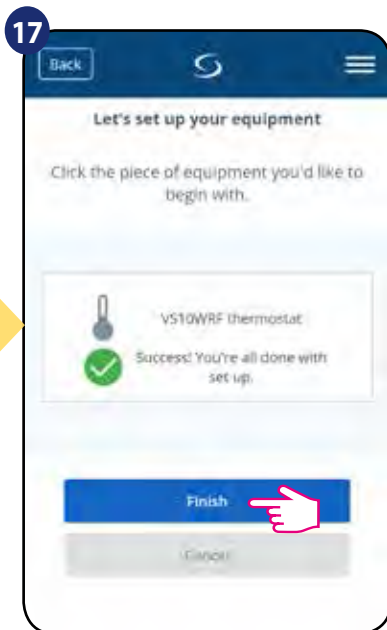 17
Back
Let's set up your equipment
Click the piece of equipment you'd like to
begin with.
VS10WRF thermostat
Success! You're all done with
set up.
Finish
Cancel